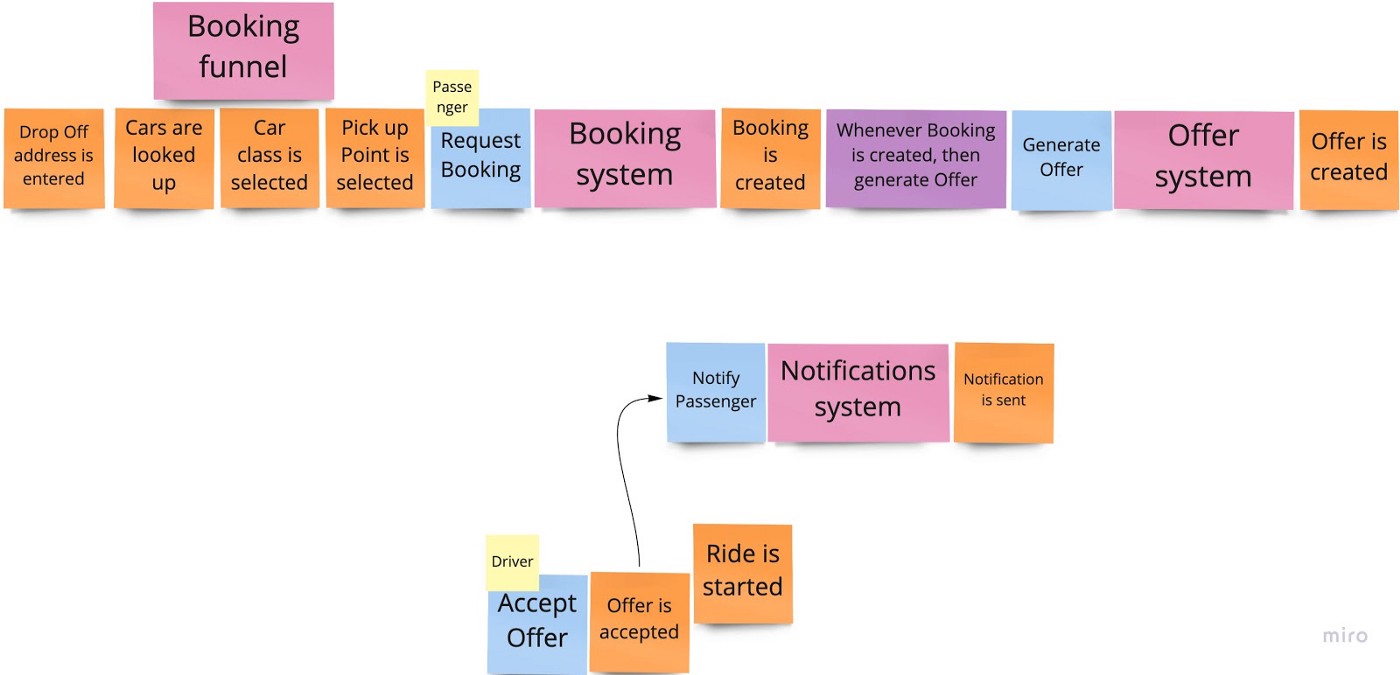 Booking
funnel
Drop Off
address is
entered
Cars are
looked
up
Car
class is
selected
Pick up
Point is
selected
Passe
nger
Request
Booking
Booking
system
Booking
is
created
Whenever Booking
is created, then
generate Offer
Generate
Offer
Offer
system
Offer is
created
Notify
Passenger
Notifications
system
Notification
is sent
Driver
Accept
Offer
Offer is
accepted
Ride is
started
miro